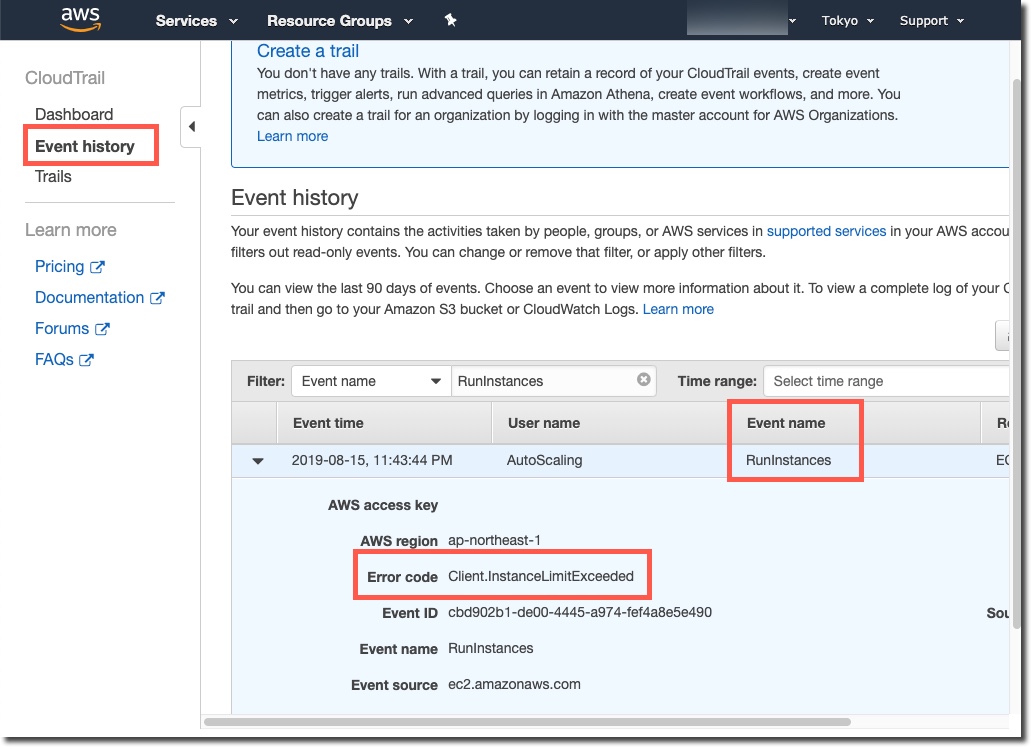 aws Services Resource Groups Tokyo Support
CloudTrail
Dashboard
Event history
Trails
Learn more
Pricing
Documentation
Forums
FAQs
Create a trail
You don't have any trails. With a trail, you can retain a record of your CloudTrail events, create event
metrics, trigger alerts, run advanced queries in Amazon Athena, create event workflows, and more. You
can also create a trail for an organization by logging in with the master account for AWS Organizations.
Learn more
Event history
Your event history contains the activities taken by people, groups, or AWS services in supported services in your AWS accou
filters out read-only events. You can change or remove that filter, or apply other filters.
You can view the last 90 days of events. Choose an event to view more information about it. To view a complete log of your C
trail and then go to your Amazon S3 bucket or CloudWatch Logs. Learn more
Filter: Event name RunInstances Time range: Select time range
Event time User name Event name R
2019-08-15, 11:43:44 PM AutoScaling RunInstances EC
AWS access key
AWS region ap-northeast-1
Error code Client.InstanceLimitExceeded
Event ID cbd902b1-de00-4445-a974-fef4a8e5e490 Sou
Event name RunInstances
Event source ec2.amazonaws.com